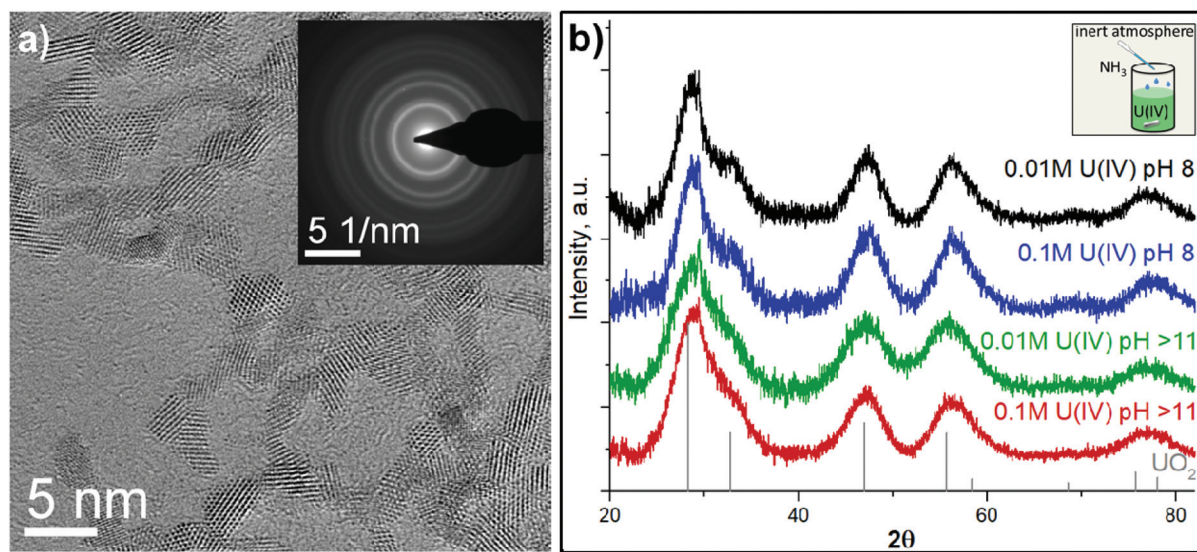 a)
5 1/nm
5 nm
b)
inert atmosphere
NH3
U(IV)
Intensity, a.u.
0.01M U(IV) pH 8
0.1M U(IV) pH 8
0.01M U(IV) pH >11
0.1M U(IV) pH >11
UO2
20 40 60 80
2θ